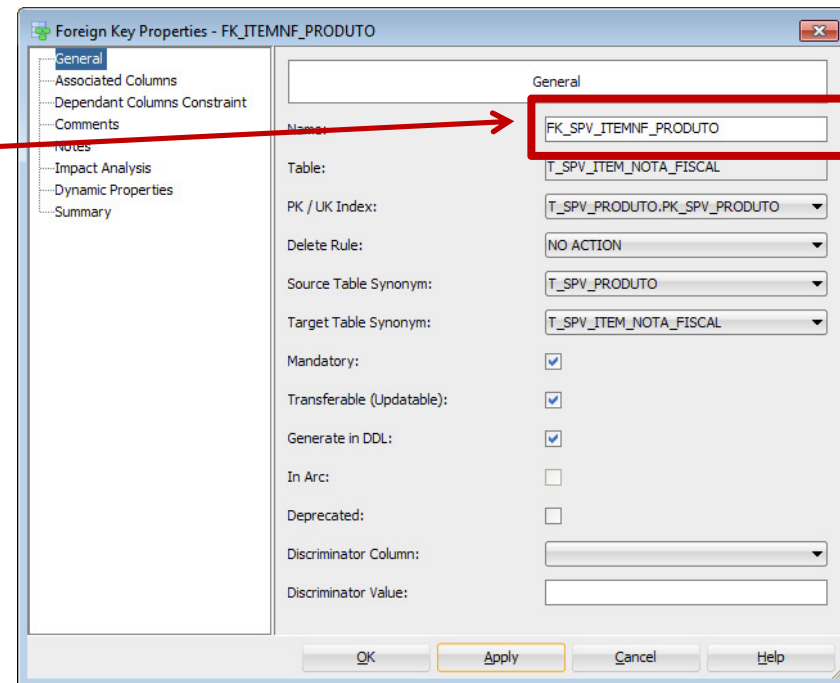 Foreign Key Properties - FK_ITEMNF_PRODUTO
General
Associated Columns
Dependant Columns Constraint
Comments
Notes
Impact Analysis
Dynamic Properties
Summary
General
Name: FK_SPV_ITEMNF_PRODUTO
Table: T_SPV_ITEM_NOTA_FISCAL
PK / UK Index: T_SPV_PRODUTO.PK_SPV_PRODUTO
Delete Rule: NO ACTION
Source Table Synonym: T_SPV_PRODUTO
Target Table Synonym: T_SPV_ITEM_NOTA_FISCAL
Mandatory:
Transferable (Updatable):
Generate in DDL:
In Arc:
Deprecated:
Discriminator Column:
Discriminator Value:
OK Apply Cancel Help